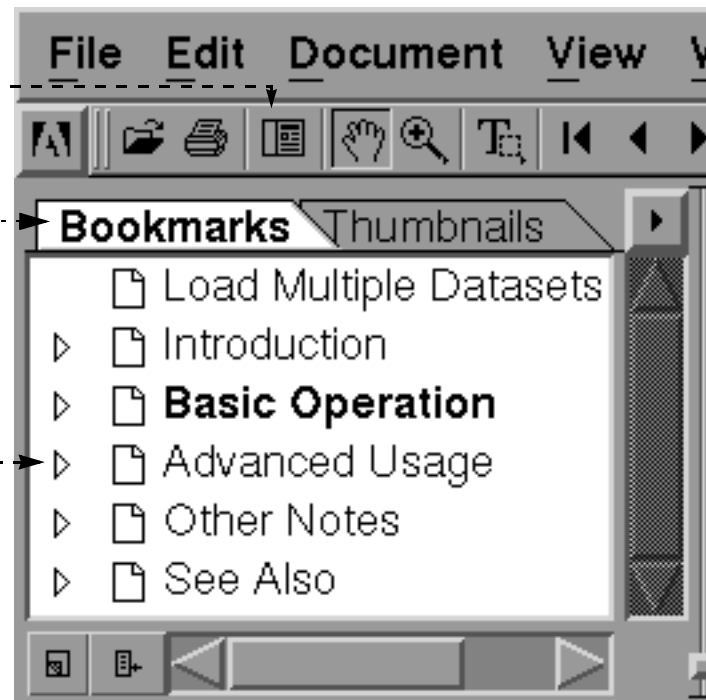 File Edit Document View
Bookmarks Thumbnails
Load Multiple Datasets
Introduction
Basic Operation
Advanced Usage
Other Notes
See Also